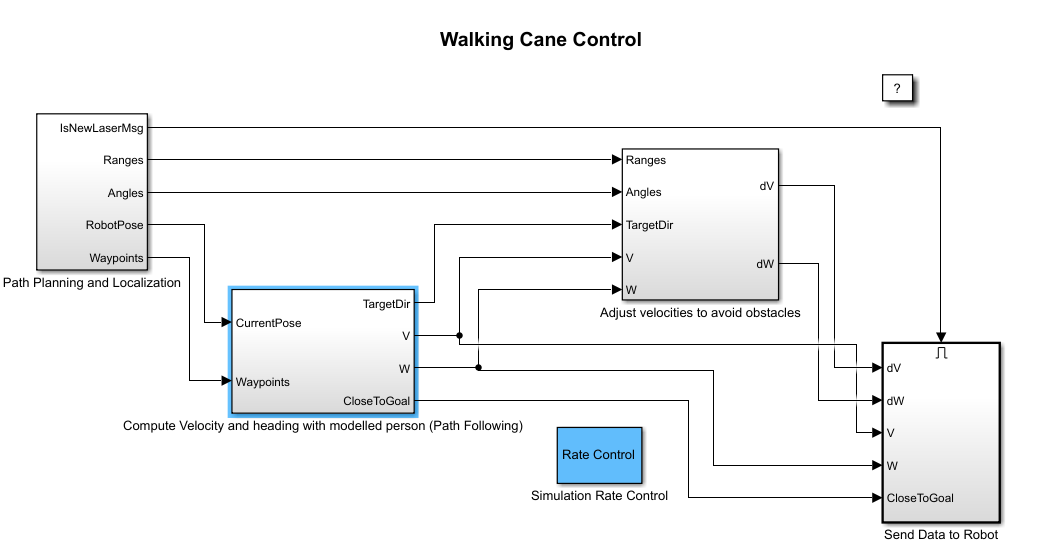 Walking Cane Control
?
IsNewLaserMsg
Ranges
Angles
RobotPose
Waypoints
Path Planning and Localization
Ranges
Angles
TargetDir
V
W
dV
dW
Adjust velocities to avoid obstacles
CurrentPose
Waypoints
TargetDir
V
W
CloseToGoal
Compute Velocity and heading with modelled person (Path Following)
Rate Control
Simulation Rate Control
dV
dW
V
W
CloseToGoal
Send Data to Robot